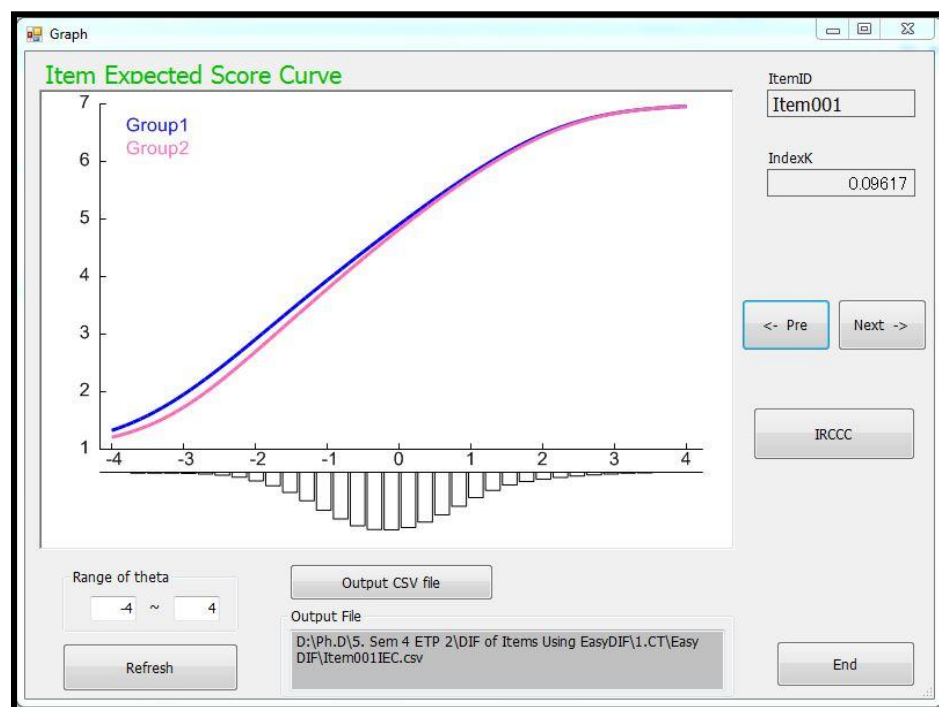 Graph
Item Expected Score Curve
7
6
5
4
3
2
1
Group1
Group2
-4 -3 -2 -1 0 1 2 3 4
ItemID
Item001
IndexK
0.09617
<- Pre Next ->
IRCCC
Range of theta
-4 ~ 4
Refresh
Output CSV file
Output File
D:\Ph.D\5. Sem 4 ETP 2\DIF of Items Using EasyDIF\1.CT\Easy
DIF\Item001IEC.csv
End